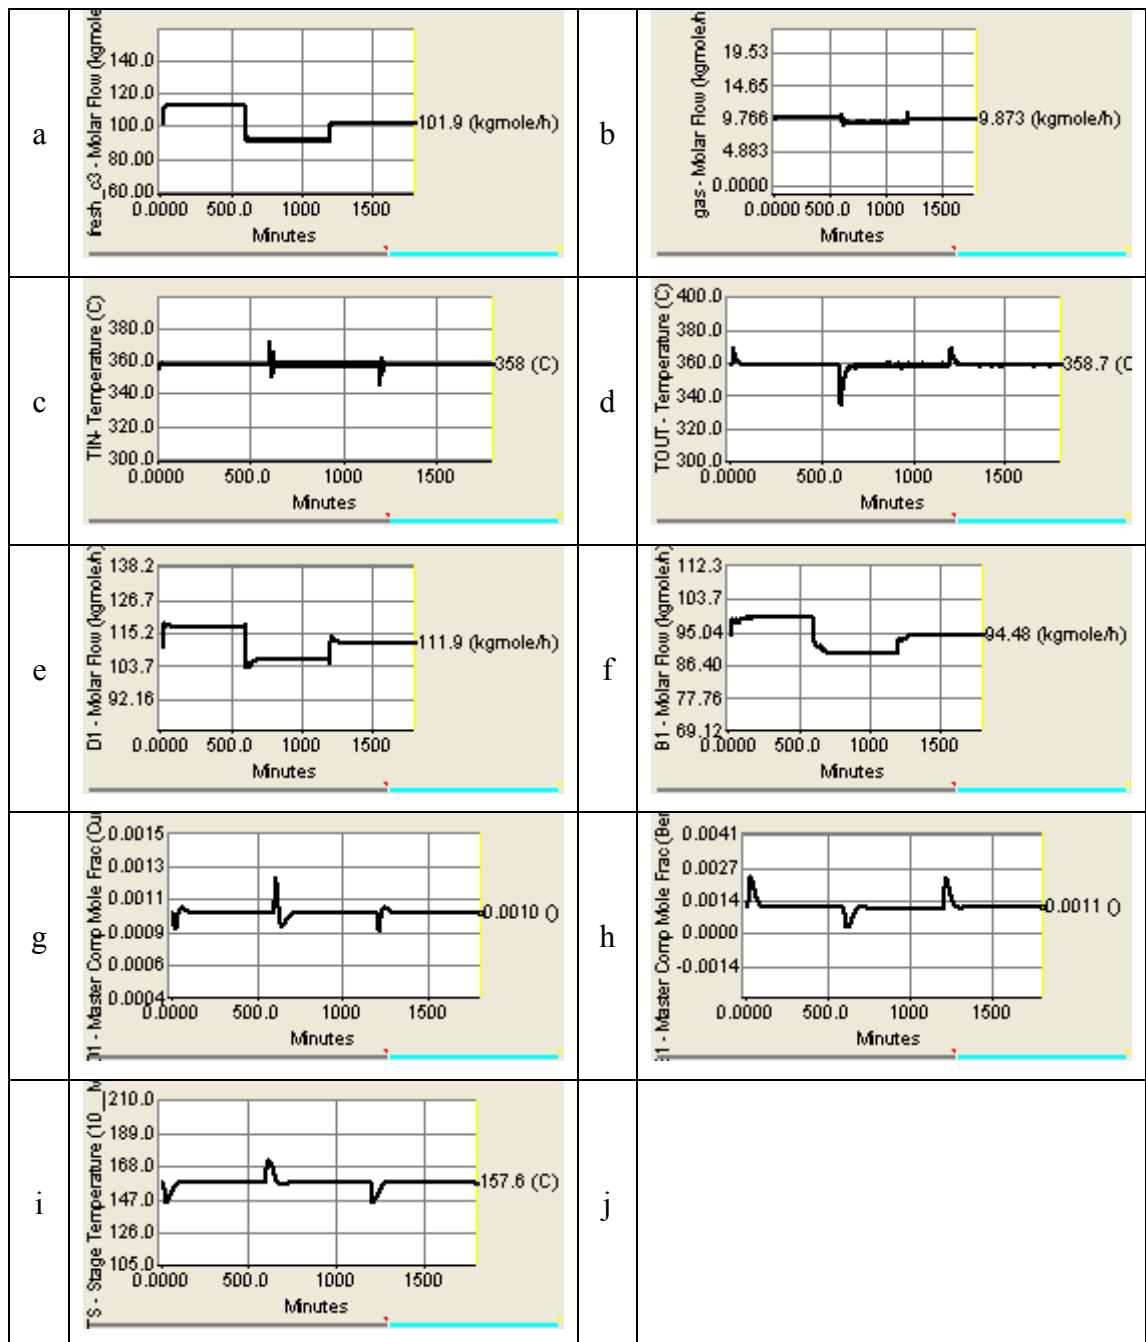 a
fresh_c3 - Molar Flow (kgmole
140.0
120.0
100.0
80.00
60.00
0.0000 500.0 1000 1500
Minutes
101.9 (kgmole/h)
b
gas- Molar Flow (kgmole/h
19.53
14.65
9.766
4.883
0.0000
0.0000 500.0 1000 1500
Minutes
9.873 (kgmole/h)
c
TIN- Temperature (C)
380.0
360.0
340.0
320.0
300.0
0.0000 500.0 1000 1500
Minutes
358 (C)
d
TOUT - Temperature (C)
400.0
380.0
360.0
340.0
320.0
300.0
0.0000 500.0 1000 1500
Minutes
358.7 (C
e
D1 - Molar Flow (kgmole/h)
138.2
126.7
115.2
103.7
92.16
0.0000 500.0 1000 1500
Minutes
111.9 (kgmole/h)
f
B1 - Molar Flow (kgmole/h)
112.3
103.7
95.04
86.40
77.76
69.12
0.0000 500.0 1000 1500
Minutes
94.48 (kgmole/h)
g
D1 - Master Comp Mole Frac (Cu
0.0015
0.0013
0.0011
0.0009
0.0006
0.0004
0.0000 500.0 1000 1500
Minutes
0.0010 ()
h
1 - Master Comp Mole Frac (Ben
0.0041
0.0027
0.0014
0.0000
-0.0014
0.0000 500.0 1000 1500
Minutes
0.0011 ()
i
TS - Stage Temperature (10_
210.0
189.0
168.0
147.0
126.0
105.0
0.0000 500.0 1000 1500
Minutes
157.6 (C)
j